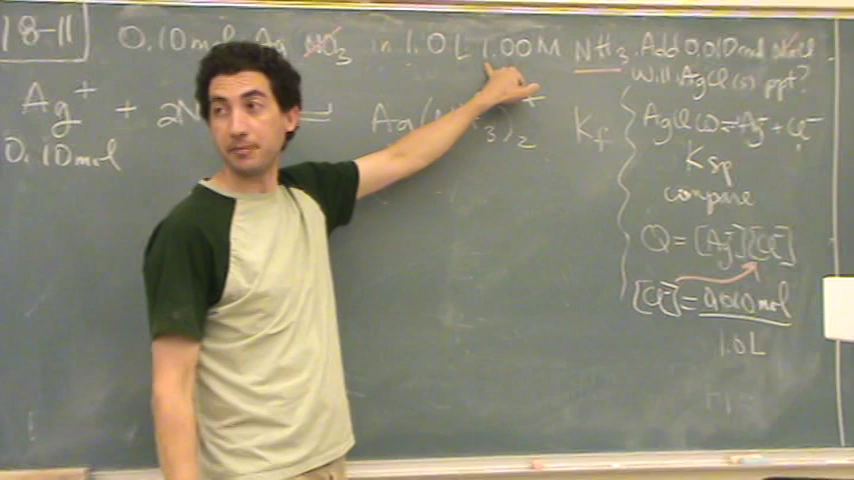 18-11
0.10 mol Ag NO3 in 1.0 L 1.00 M NH3. Add 0.010 mol NaCl
Will AgCl(s) ppt?
Ag+ + 2N ⇌ Ag(NH3)2+ Kf
0.10 mol
AgCl(s) ⇌ Ag+ + Cl-
Ksp
compare
Q = [Ag+][Cl-]
[Cl-] = 0.010 mol
1.0 L